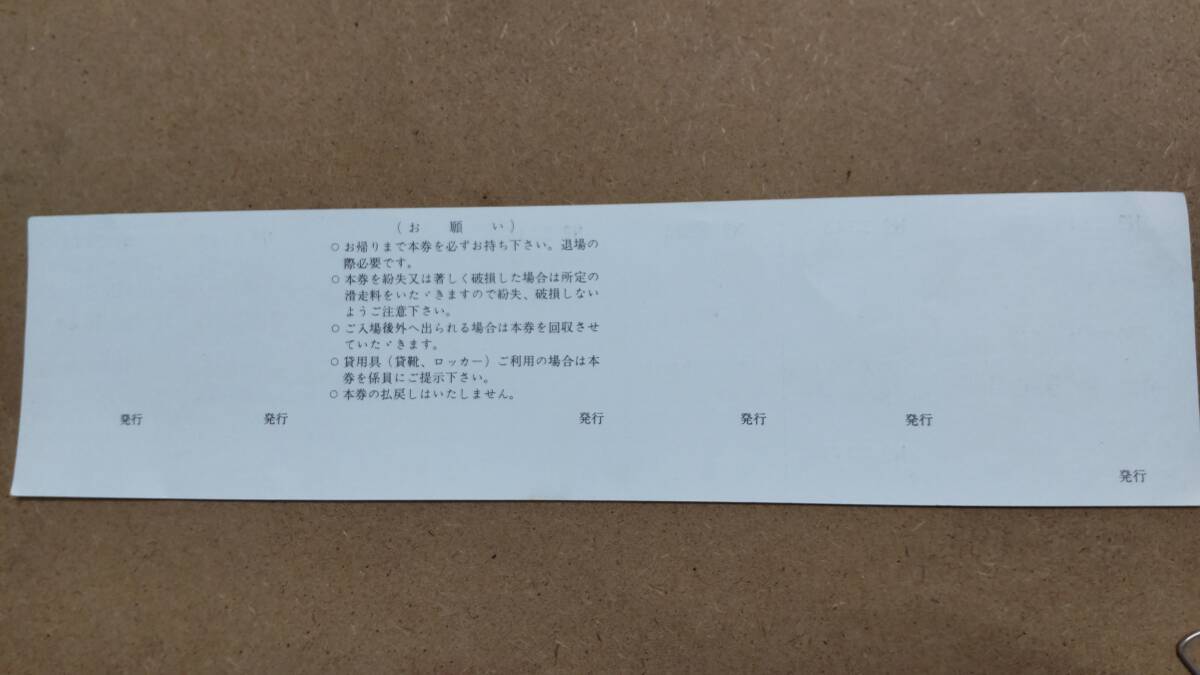 （お　願　い）
○お帰りまで本券を必ずお持ち下さい。退場の
際必要です。
○本券を紛失又は著しく破損した場合は所定の
滑走料をいたゞきますので紛失、破損しない
ようご注意下さい。
○ご入場後外へ出られる場合は本券を回収させ
ていたゞきます。
○貸用具（貸靴、ロッカー）ご利用の場合は本
券を係員にご提示下さい。
○本券の払戻しはいたしません。
発行　発行　発行　発行　発行
発行